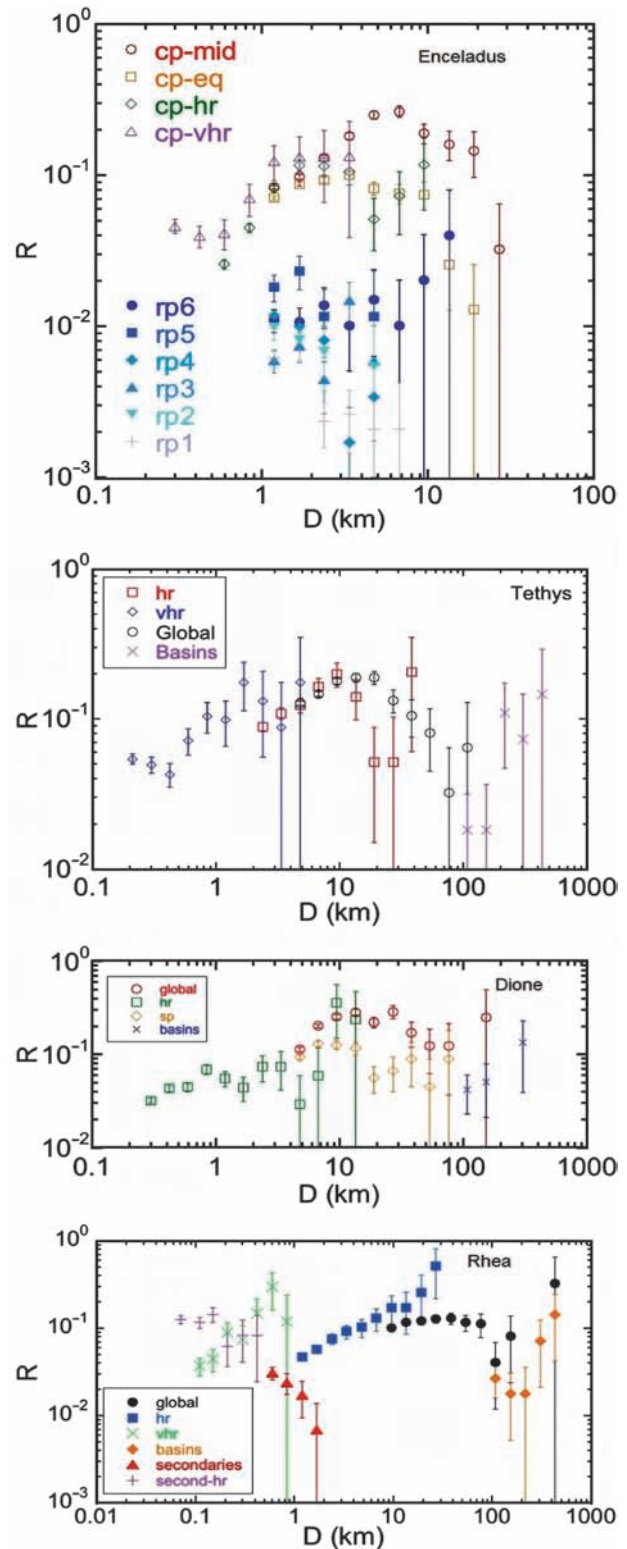 Enceladus
cp-mid
cp-eq
cp-hr
cp-vhr
rp6
rp5
rp4
rp3
rp2
rp1
R
10^0
10^-1
10^-2
10^-3
0.1 1 10 100
D (km)
Tethys
hr
vhr
Global
Basins
R
10^0
10^-1
10^-2
0.1 1 10 100 1000
D (km)
Dione
global
hr
sp
basins
R
10^0
10^-1
10^-2
0.1 1 10 100 1000
D (km)
Rhea
global
hr
vhr
basins
secondaries
second-hr
R
10^0
10^-1
10^-2
10^-3
0.01 0.1 1 10 100 1000
D (km)